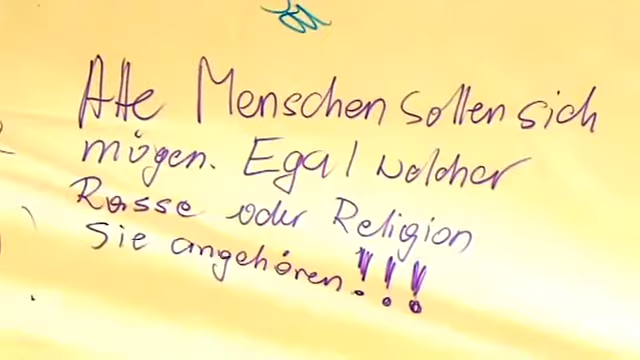 Alle Menschen sollen sich
mögen. Egal welcher
Rasse oder Religion
Sie angehören!!!